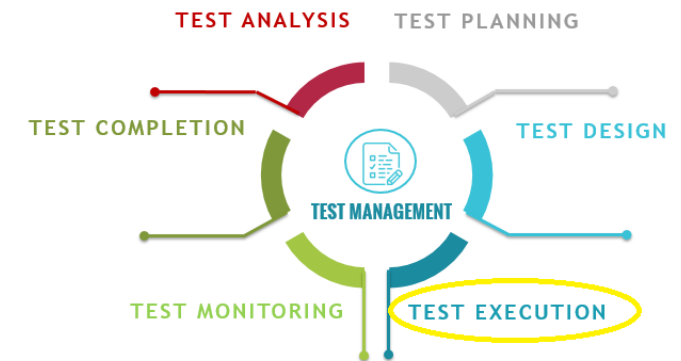 TEST ANALYSIS
TEST PLANNING
TEST COMPLETION
TEST DESIGN
TEST MANAGEMENT
TEST MONITORING
TEST EXECUTION